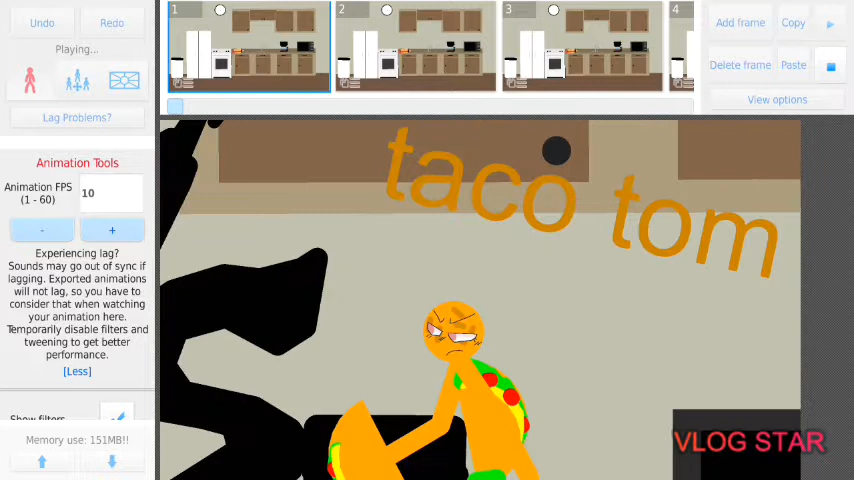 Undo
Redo
Playing...
Lag Problems?
1
2
3
4
Add frame
Copy
Delete frame
Paste
View options
Animation Tools
Animation FPS
(1 - 60)
10
-
+
Experiencing lag?
Sounds may go out of sync if
lagging. Exported animations
will not lag, so you have to
consider that when watching
your animation here.
Temporarily disable filters and
tweening to get better
performance.
[Less]
Show filters
Memory use: 151MB!!
taco tom
VLOG STAR